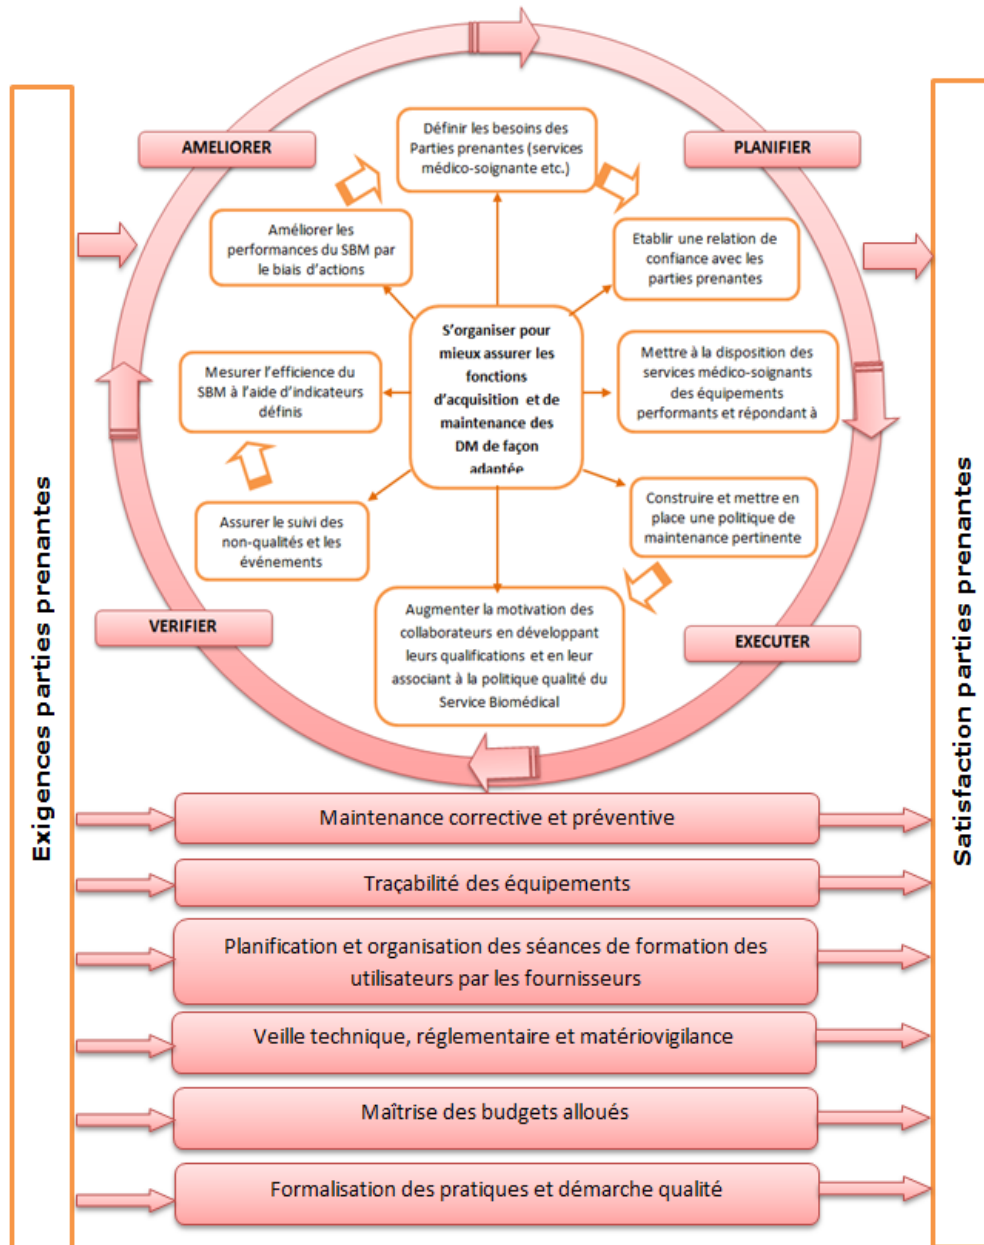 Exigences parties prenantes
AMELIORER
PLANIFIER
Définir les besoins des
Parties prenantes (services
médico-soignante etc.)
Améliorer les
performances du SBM par
le biais d'actions
Etablir une relation de
confiance avec les
parties prenantes
S'organiser pour
mieux assurer les
fonctions
d'acquisition et de
maintenance des
DM de façon
adaptée
Mesurer l'efficience du
SBM à l'aide d'indicateurs
définis
Mettre à la disposition des
services médico-soignants
des équipements
performants et répondant à
Assurer le suivi des
non-qualités et les
événements
Construire et mettre en
place une politique de
maintenance pertinente
Augmenter la motivation des
collaborateurs en développant
leurs qualifications et en leur
associant à la politique qualité du
Service Biomédical
VERIFIER
EXECUTER
Satisfaction parties prenantes
Maintenance corrective et préventive
Traçabilité des équipements
Planification et organisation des séances de formation des
utilisateurs par les fournisseurs
Veille technique, réglementaire et matériovigilance
Maîtrise des budgets alloués
Formalisation des pratiques et démarche qualité